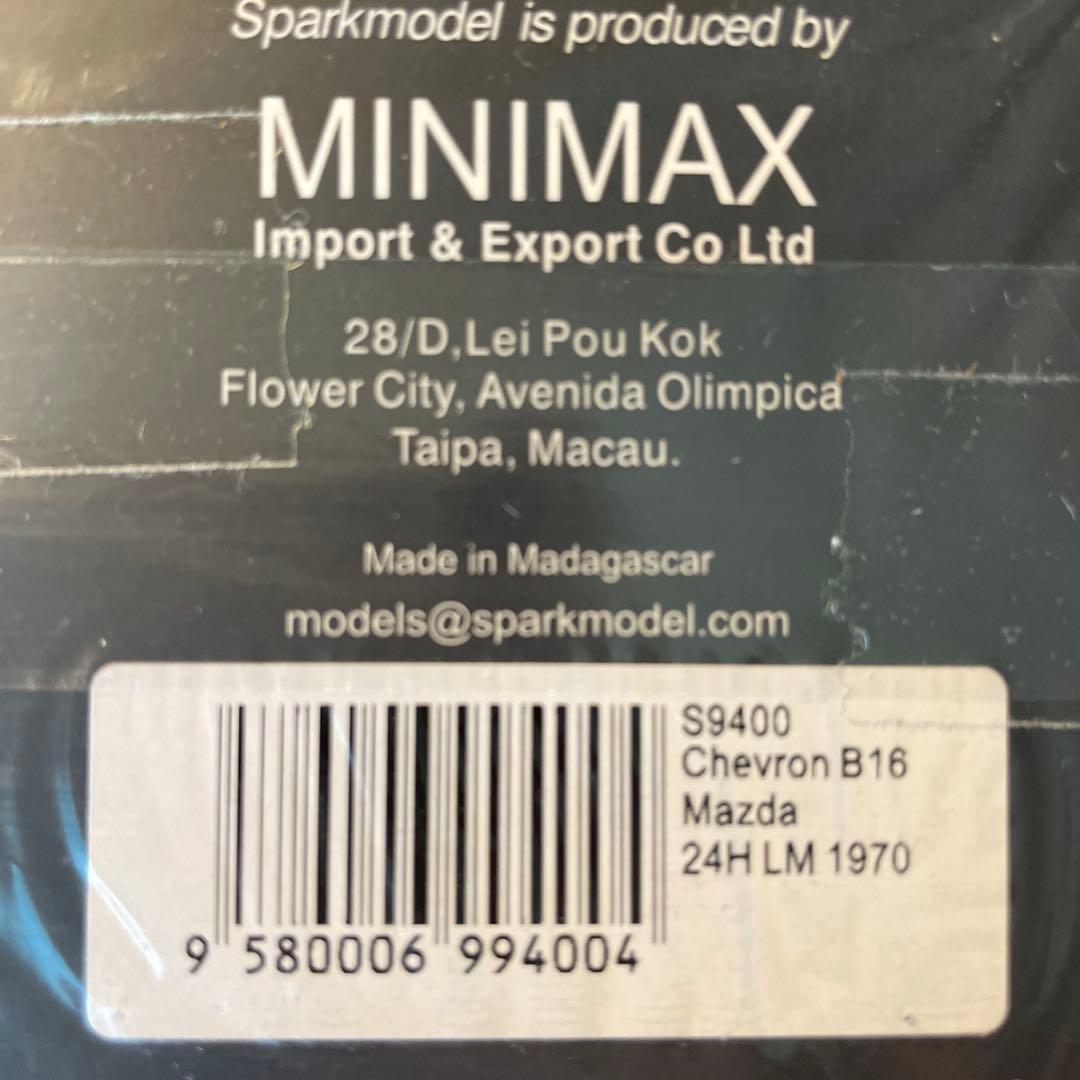 Sparkmodel is produced by
MINIMAX
Import & Export Co Ltd
28/D,Lei Pou Kok
Flower City, Avenida Olimpica
Taipa, Macau.
Made in Madagascar
models@sparkmodel.com
S9400
Chevron B16
Mazda
24H LM 1970
9 580006 994004